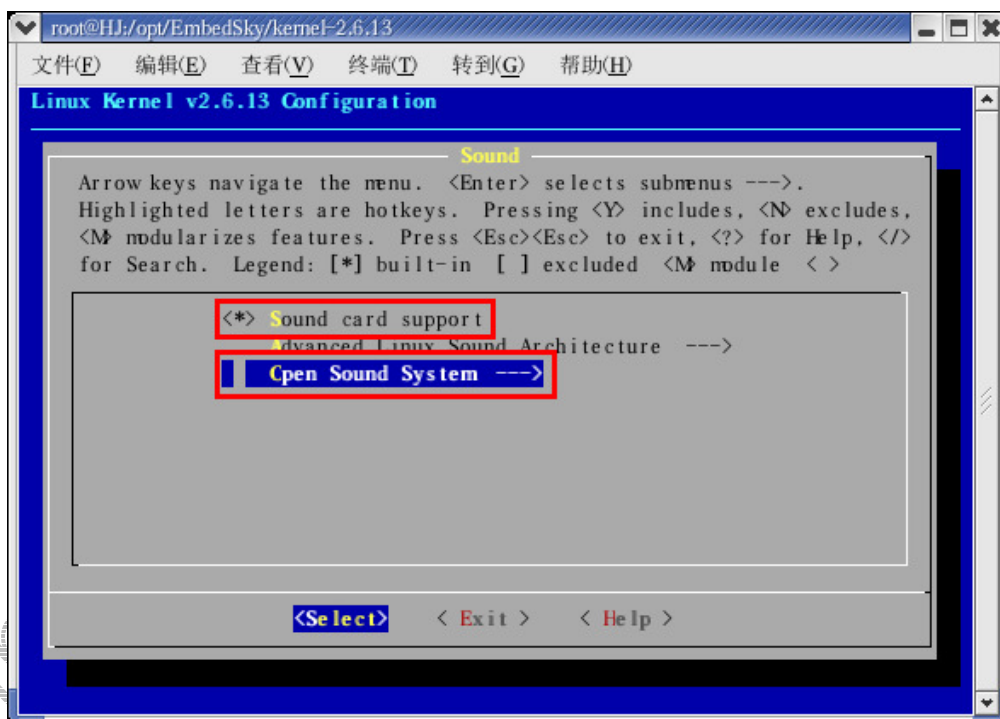 root@HJ:/opt/EmbedSky/kernel-2.6.13
文件(F) 编辑(E) 查看(V) 终端(T) 转到(G) 帮助(H)
Linux Kernel v2.6.13 Configuration
Sound
Arrow keys navigate the menu. <Enter> selects submenus --->.
Highlighted letters are hotkeys. Pressing <Y> includes, <N> excludes,
<M> modularizes features. Press <Esc><Esc> to exit, <?> for Help, </>
for Search. Legend: [*] built-in [ ] excluded <M> module < >
<*> Sound card support
Advanced Linux Sound Architecture --->
Open Sound System --->
<Select> < Exit > < Help >